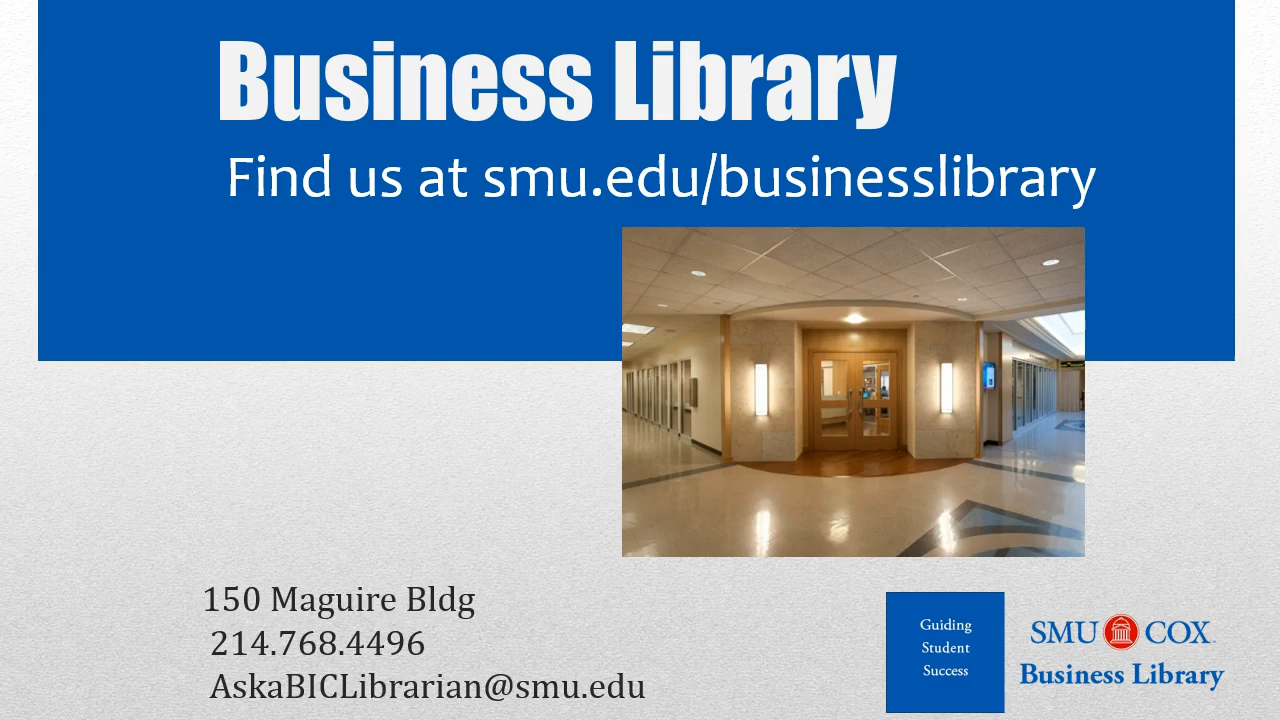 Business Library
Find us at smu.edu/businesslibrary
150 Maguire Bldg
214.768.4496
AskaBICLibrarian@smu.edu
Guiding
Student
Success
SMU COX
Business Library